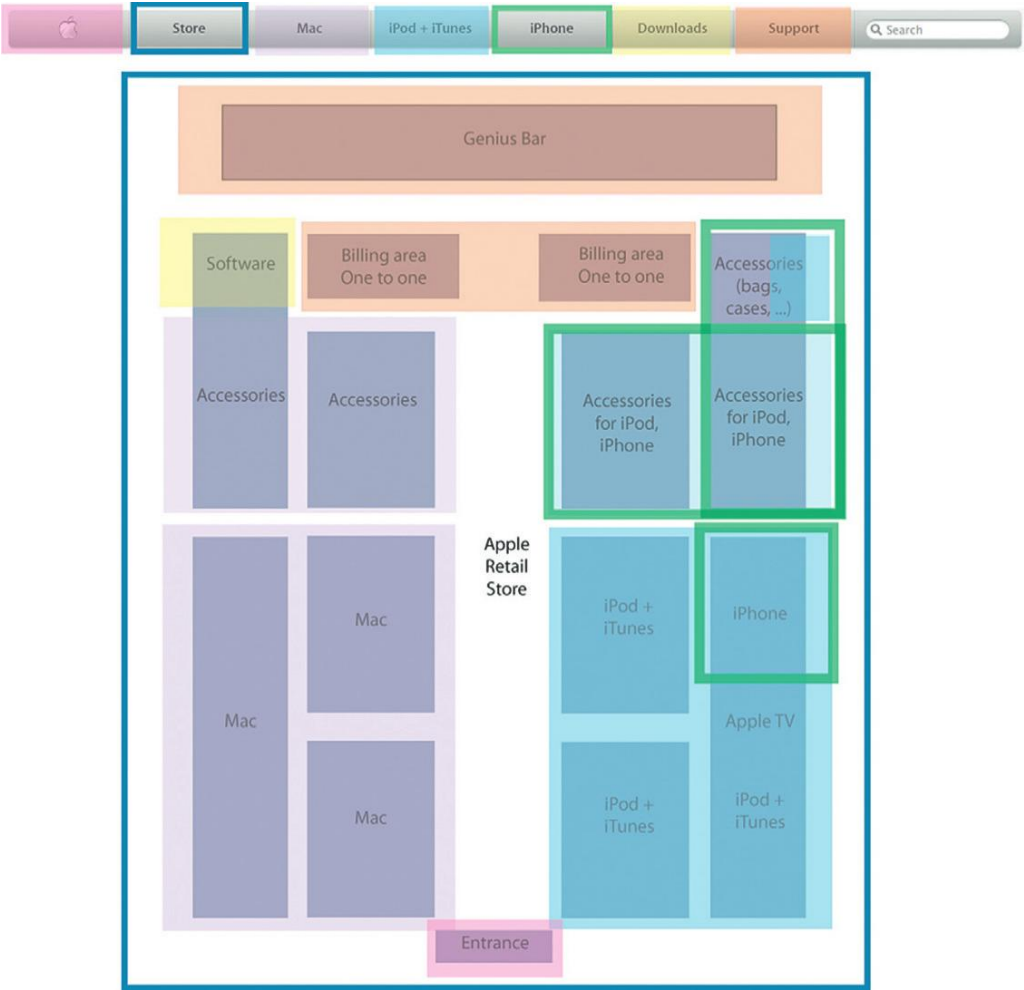 Store
Mac
iPod + iTunes
iPhone
Downloads
Support
Search
Genius Bar
Software
Billing area
One to one
Billing area
One to one
Accessories
(bags,
cases, ...)
Accessories
Accessories
Accessories
for iPod,
iPhone
Accessories
for iPod,
iPhone
Apple
Retail
Store
Mac
Mac
Mac
iPod +
iTunes
iPhone
Apple TV
iPod +
iTunes
iPod +
iTunes
Entrance